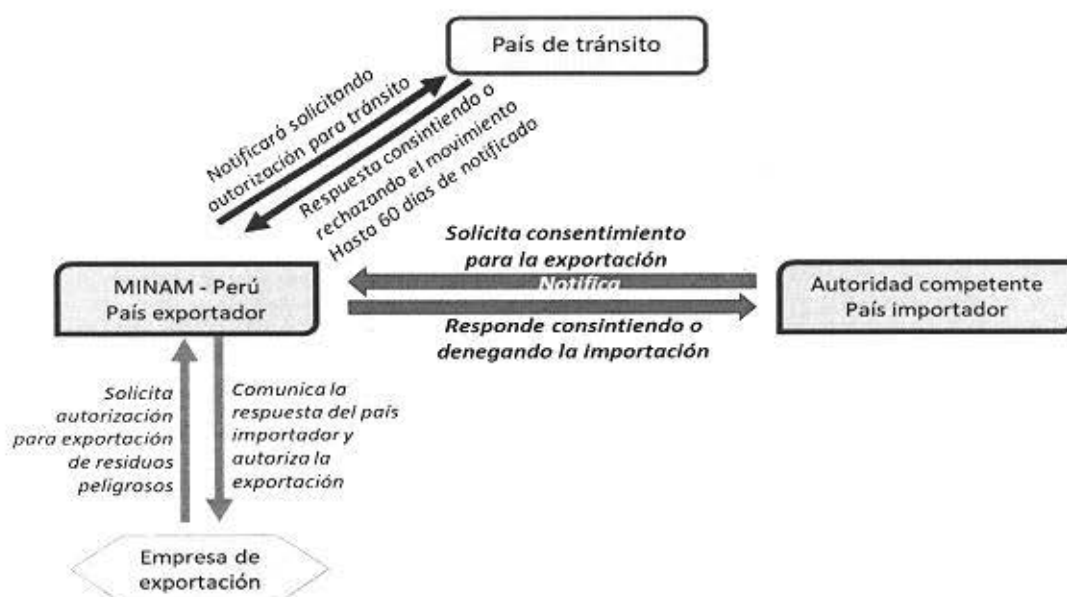 País de tránsito
Notificará solicitando
autorización para tránsito
Respuesta consintiendo o
rechazando el movimiento
Hasta 60 días de notificado
Solicita consentimiento
para la exportación
Notifica
Responde consintiendo o
denegando la importación
MINAM - Perú
País exportador
Autoridad competente
País importador
Solicita
autorización
para exportación
de residuos
peligrosos
Comunica la
respuesta del país
importador y
autoriza la
exportación
Empresa de
exportación